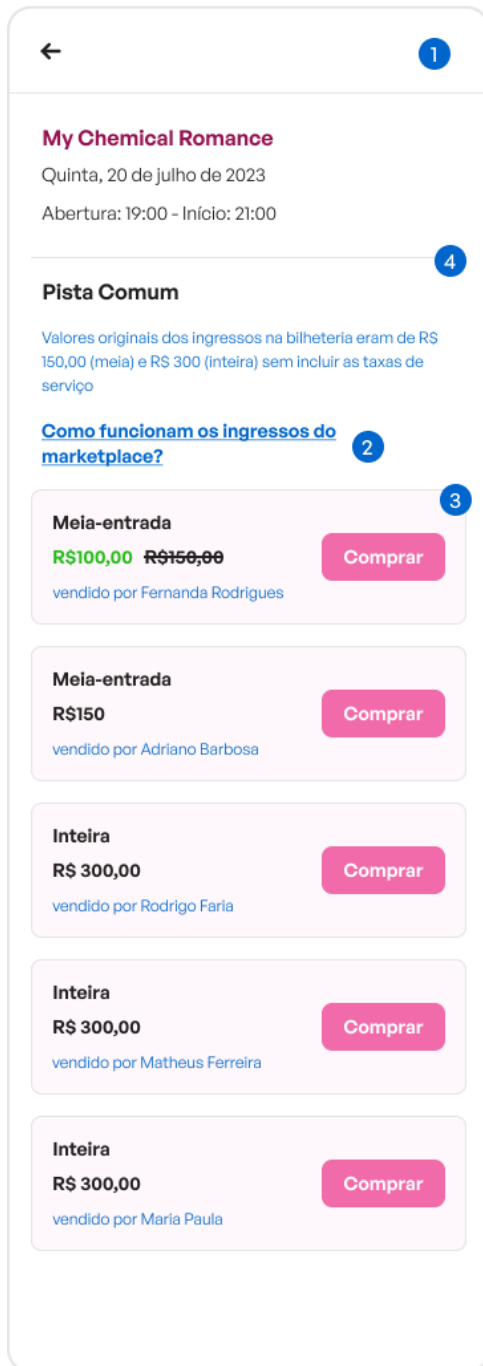 1
My Chemical Romance
Quinta, 20 de julho de 2023
Abertura: 19:00 - Início: 21:00
4
Pista Comum
Valores originais dos ingressos na bilheteria eram de R$
150,00 (meia) e R$ 300 (inteira) sem incluir as taxas de
serviço
Como funcionam os ingressos do
marketplace?
2
3
Meia-entrada
R$100,00 R$150,00
vendido por Fernanda Rodrigues
Comprar
Meia-entrada
R$150
vendido por Adriano Barbosa
Comprar
Inteira
R$ 300,00
vendido por Rodrigo Faria
Comprar
Inteira
R$ 300,00
vendido por Matheus Ferreira
Comprar
Inteira
R$ 300,00
vendido por Maria Paula
Comprar